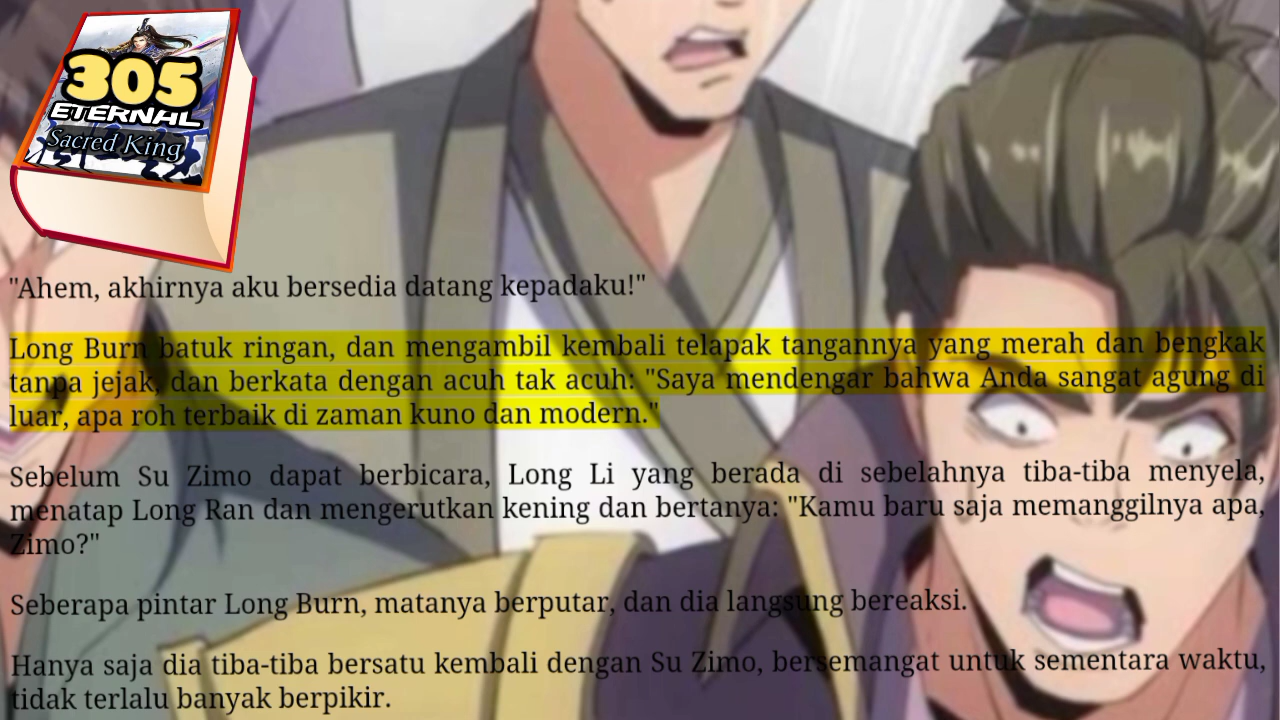 305
ETERNAL
Sacred King
"Ahem, akhirnya aku bersedia datang kepadaku!"
Long Burn batuk ringan, dan mengambil kembali telapak tangannya yang merah dan bengkak
tanpa jejak, dan berkata dengan acuh tak acuh: "Saya mendengar bahwa Anda sangat agung di
luar, apa roh terbaik di zaman kuno dan modern."
Sebelum Su Zimo dapat berbicara, Long Li yang berada di sebelahnya tiba-tiba menyela,
menatap Long Ran dan mengerutkan kening dan bertanya: "Kamu baru saja memanggilnya apa,
Zimo?"
Seberapa pintar Long Burn, matanya berputar, dan dia langsung bereaksi.
Hanya saja dia tiba-tiba bersatu kembali dengan Su Zimo, bersemangat untuk sementara waktu,
tidak terlalu banyak berpikir.